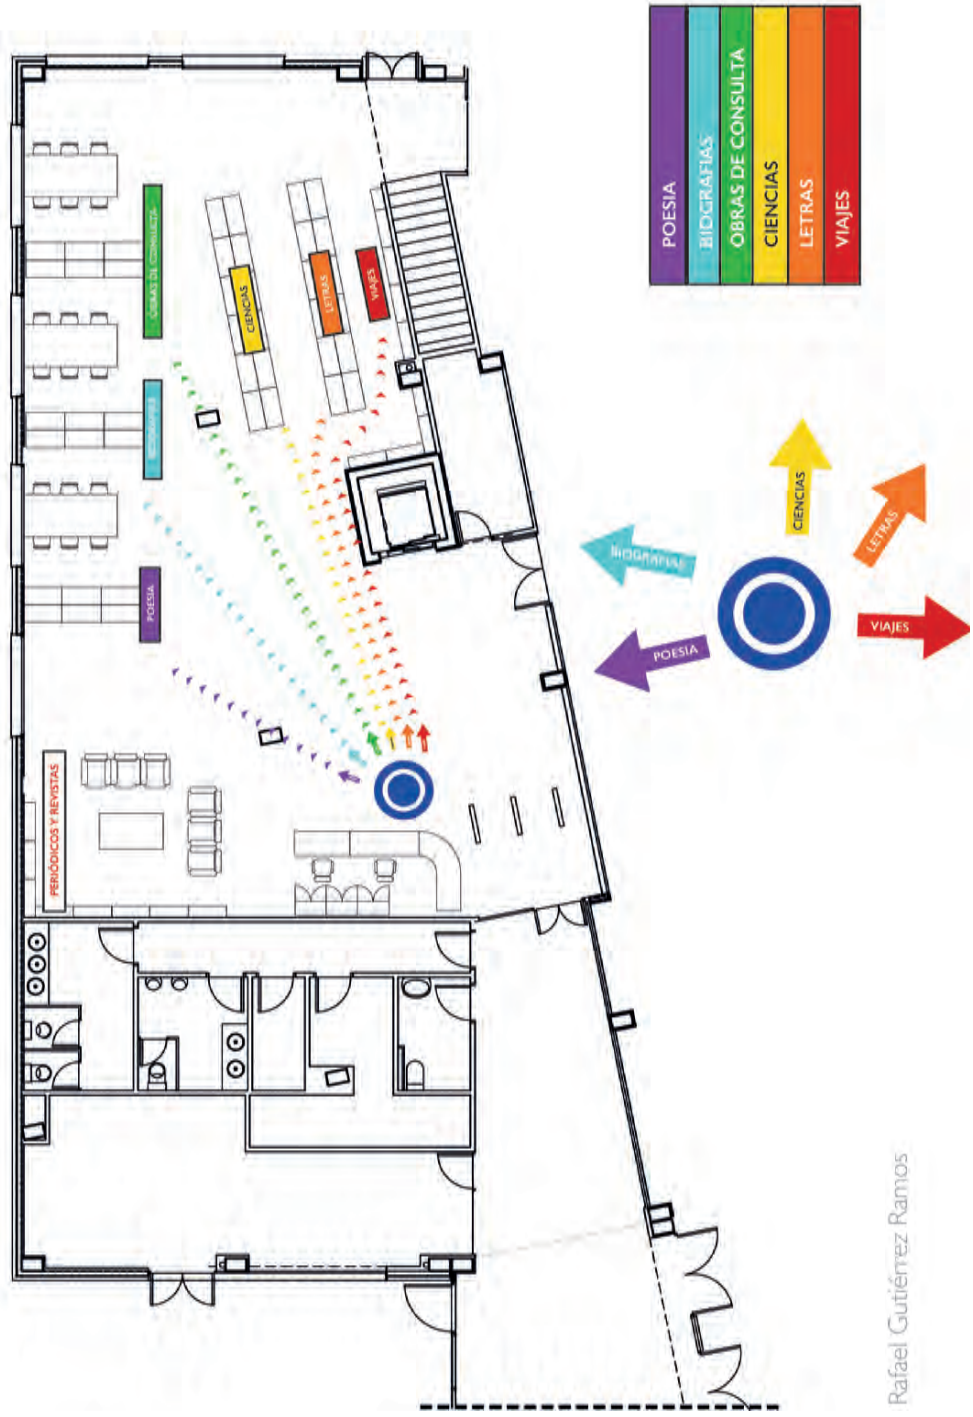 PERIÓDICOS Y REVISTAS
POESIA
BIOGRAFIAS
OBRAS DE CONSULTA
CIENCIAS
LETRAS
VIAJES
POESIA
BIOGRAFIAS
CIENCIAS
LETRAS
VIAJES
POESIA
BIOGRAFIAS
OBRAS DE CONSULTA
CIENCIAS
LETRAS
VIAJES
Rafael Gutiérrez Ramos